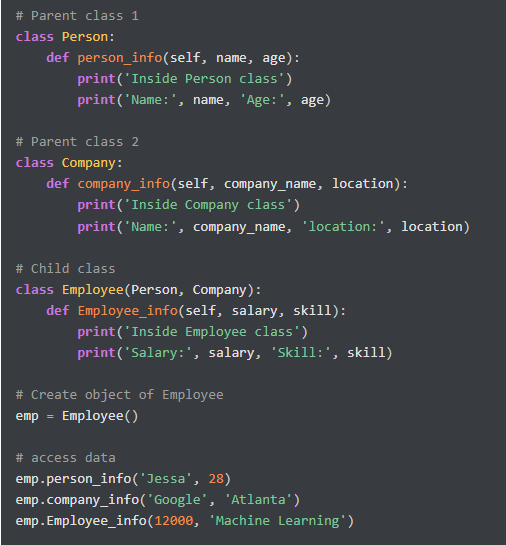 # Parent class 1
class Person:
    def person_info(self, name, age):
        print('Inside Person class')
        print('Name:', name, 'Age:', age)

# Parent class 2
class Company:
    def company_info(self, company_name, location):
        print('Inside Company class')
        print('Name:', company_name, 'location:', location)

# Child class
class Employee(Person, Company):
    def Employee_info(self, salary, skill):
        print('Inside Employee class')
        print('Salary:', salary, 'Skill:', skill)

# Create object of Employee
emp = Employee()

# access data
emp.person_info('Jessa', 28)
emp.company_info('Google', 'Atlanta')
emp.Employee_info(12000, 'Machine Learning')